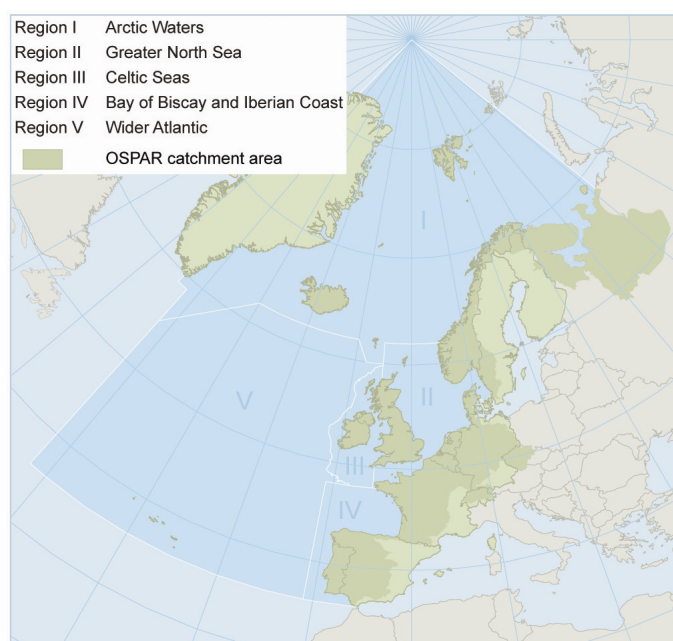 Region I Arctic Waters
Region II Greater North Sea
Region III Celtic Seas
Region IV Bay of Biscay and Iberian Coast
Region V Wider Atlantic
OSPAR catchment area
I
V
II
III
IV